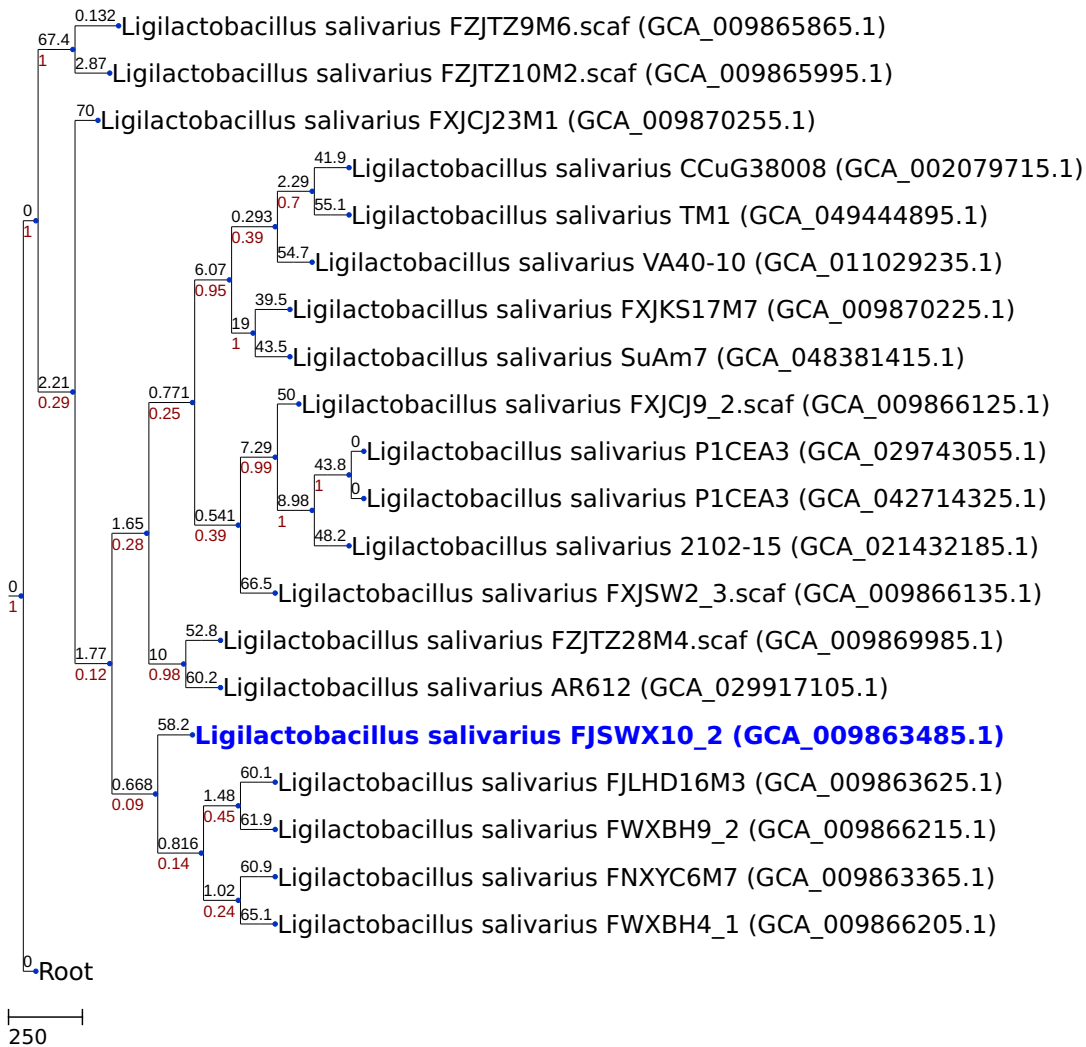 0.132
Ligilactobacillus salivarius FZJTZ9M6.scaf (GCA_009865865.1)
67.4
1
2.87
Ligilactobacillus salivarius FZJTZ10M2.scaf (GCA_009865995.1)
70
Ligilactobacillus salivarius FXJCJ23M1 (GCA_009870255.1)
41.9
Ligilactobacillus salivarius CCuG38008 (GCA_002079715.1)
2.29
0.7
55.1
Ligilactobacillus salivarius TM1 (GCA_049444895.1)
0
1
0.293
0.39
54.7
Ligilactobacillus salivarius VA40-10 (GCA_011029235.1)
6.07
0.95
39.5
Ligilactobacillus salivarius FXJKS17M7 (GCA_009870225.1)
19
1
43.5
Ligilactobacillus salivarius SuAm7 (GCA_048381415.1)
2.21
0.29
0.771
0.25
50
Ligilactobacillus salivarius FXJCJ9_2.scaf (GCA_009866125.1)
7.29
0.99
0
Ligilactobacillus salivarius P1CEA3 (GCA_029743055.1)
43.8
1
0
Ligilactobacillus salivarius P1CEA3 (GCA_042714325.1)
8.98
1
0.541
0.39
48.2
Ligilactobacillus salivarius 2102-15 (GCA_021432185.1)
1.65
0.28
66.5
Ligilactobacillus salivarius FXJSW2_3.scaf (GCA_009866135.1)
0
1
52.8
Ligilactobacillus salivarius FZJTZ28M4.scaf (GCA_009869985.1)
1.77
0.12
10
0.98
60.2
Ligilactobacillus salivarius AR612 (GCA_029917105.1)
58.2
Ligilactobacillus salivarius FJSWX10_2 (GCA_009863485.1)
0.668
0.09
60.1
Ligilactobacillus salivarius FJLHD16M3 (GCA_009863625.1)
1.48
0.45
61.9
Ligilactobacillus salivarius FWXBH9_2 (GCA_009866215.1)
0.816
0.14
60.9
Ligilactobacillus salivarius FNXYC6M7 (GCA_009863365.1)
1.02
0.24
65.1
Ligilactobacillus salivarius FWXBH4_1 (GCA_009866205.1)
0
Root
250